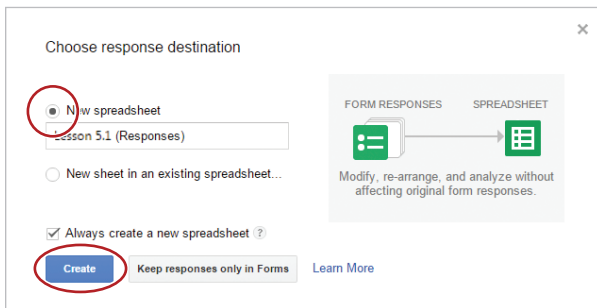 Choose response destination
New spreadsheet
Lesson 5.1 (Responses)
New sheet in an existing spreadsheet...
Always create a new spreadsheet ?
Create
Keep responses only in Forms
Learn More
FORM RESPONSES
SPREADSHEET
Modify, re-arrange, and analyze without
affecting original form responses.